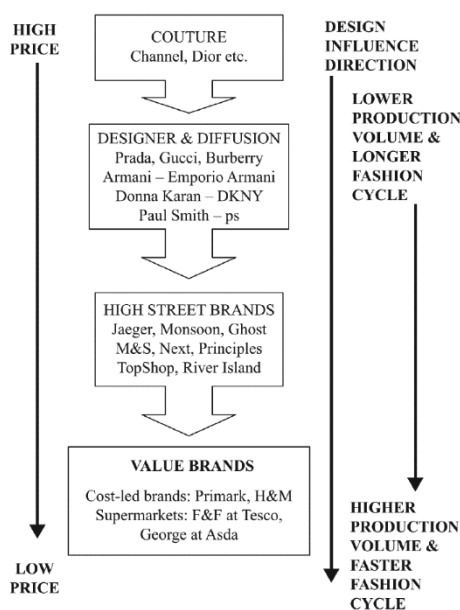 HIGH
PRICE
COUTURE
Channel, Dior etc.
DESIGN
INFLUENCE
DIRECTION
LOWER
PRODUCTION
VOLUME &
LONGER
FASHION
CYCLE
DESIGNER & DIFFUSION
Prada, Gucci, Burberry
Armani – Emporio Armani
Donna Karan – DKNY
Paul Smith – ps
HIGH STREET BRANDS
Jaeger, Monsoon, Ghost
M&S, Next, Principles
TopShop, River Island
VALUE BRANDS
Cost-led brands: Primark, H&M
Supermarkets: F&F at Tesco,
George at Asda
LOW
PRICE
HIGHER
PRODUCTION
VOLUME &
FASTER
FASHION
CYCLE